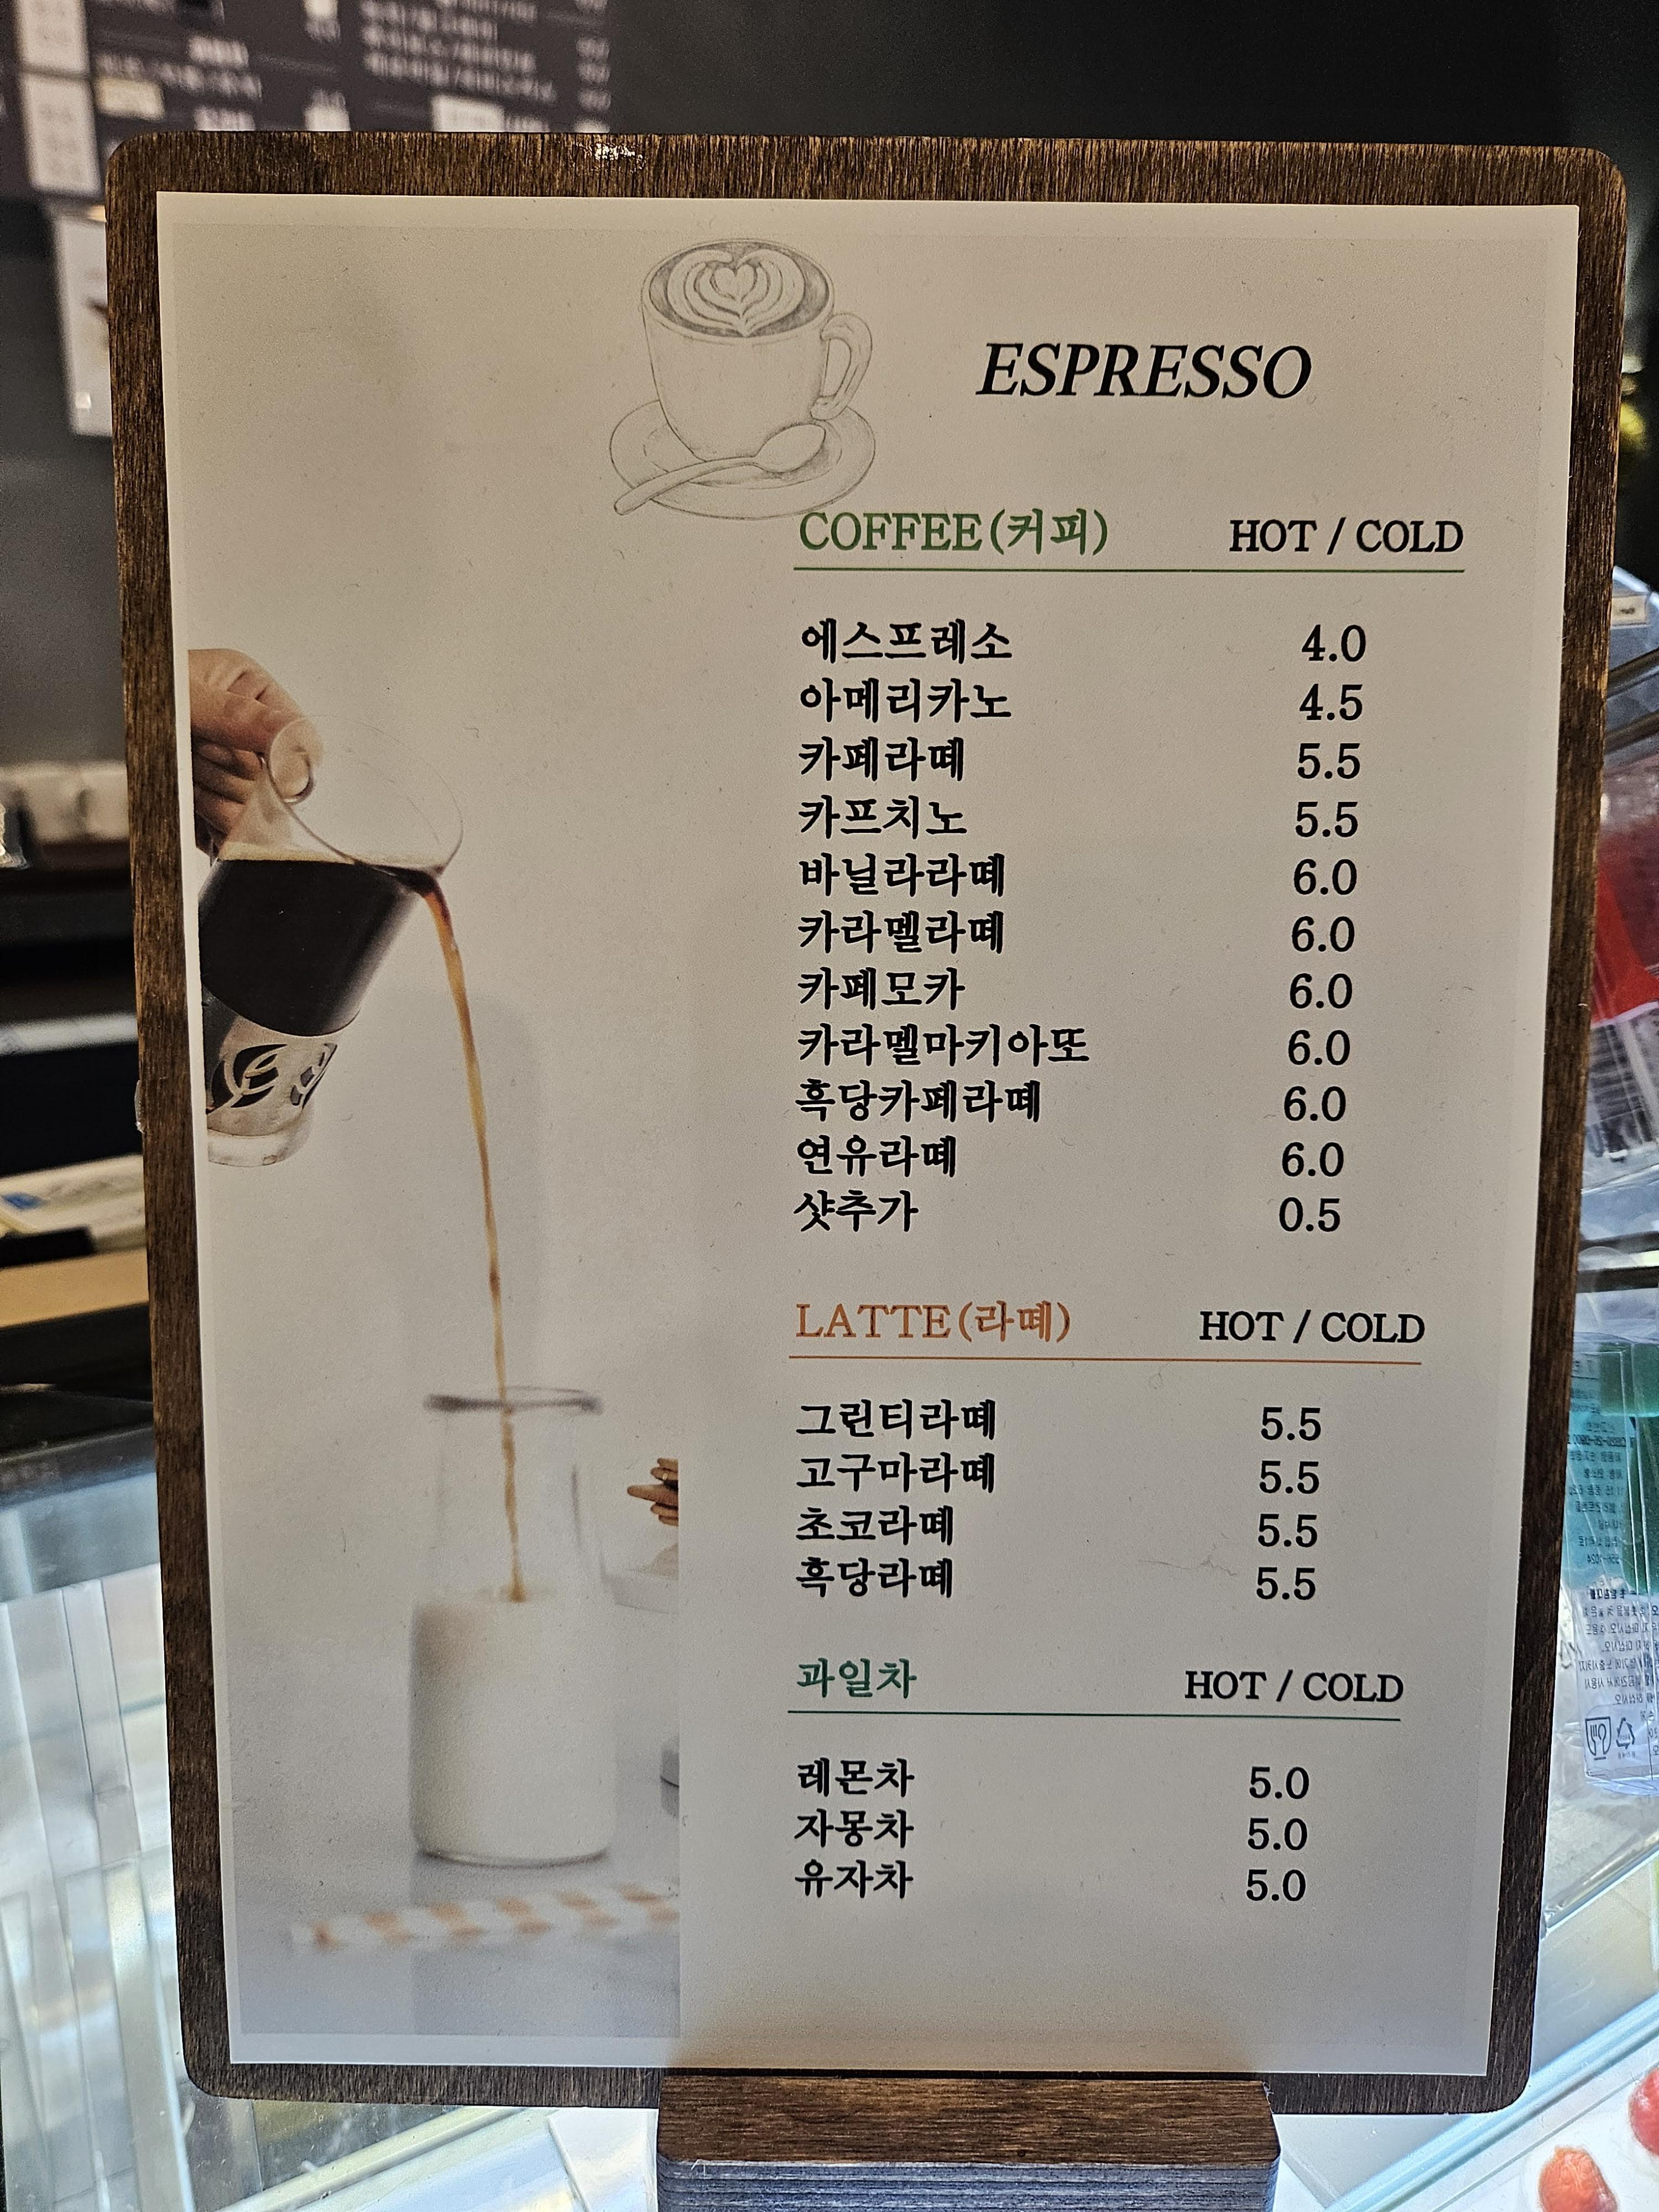 ESPRESSO
COFFEE(커피) HOT / COLD
에스프레소 4.0
아메리카노 4.5
카페라떼 5.5
카프치노 5.5
바닐라라떼 6.0
카라멜라떼 6.0
카페모카 6.0
카라멜마키아또 6.0
흑당카페라떼 6.0
연유라떼 6.0
샷추가 0.5
LATTE(라떼) HOT / COLD
그린티라떼 5.5
고구마라떼 5.5
초코라떼 5.5
흑당라떼 5.5
과일차 HOT / COLD
레몬차 5.0
자몽차 5.0
유자차 5.0